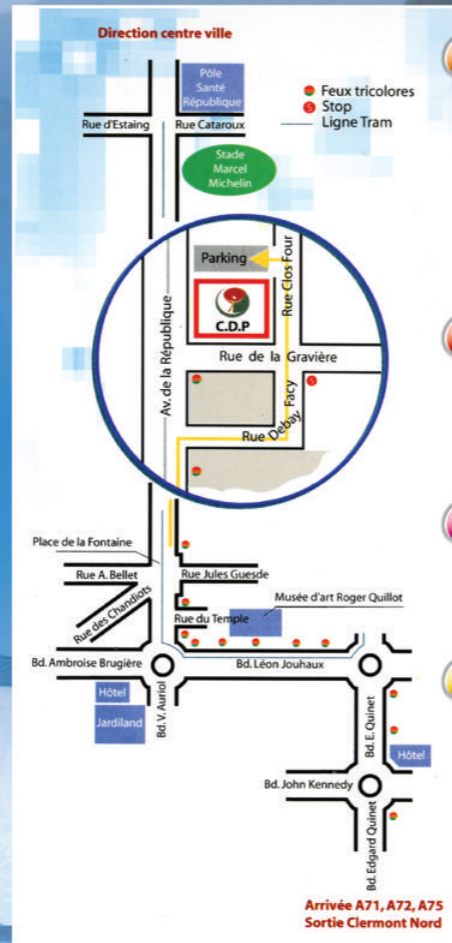 Direction centre ville
Pôle
Santé
République
Feux tricolores
Stop
Ligne Tram
Rue d'Estaing
Rue Cataroux
Stade
Marcel
Michelin
Parking
Rue Clos Four
C.D.P
Av. de la République
Rue de la Gravière
S
Rue Debay Facy
Place de la Fontaine
Rue A. Bellet
Rue Jules Guesde
Rue des Chandiots
Musée d'art Roger Quillot
Rue du Temple
Bd. Ambroise Brugière
Bd. Léon Jouhaux
Hôtel
Jardiland
Bd. V. Auriol
Bd. E. Quinet
Hôtel
Bd. John Kennedy
Bd. Edgard Quinet
Arrivée A71, A72, A75
Sortie Clermont Nord